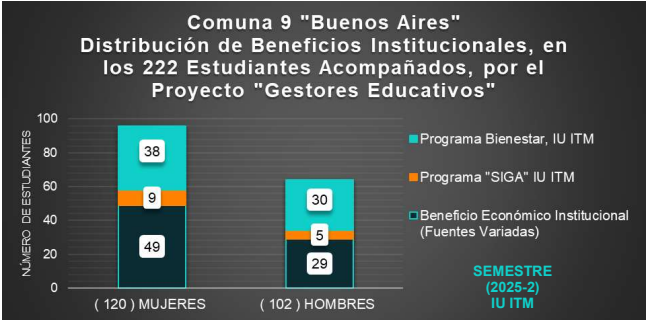 Comuna 9 "Buenos Aires"
Distribución de Beneficios Institucionales, en
los 222 Estudiantes Acompañados, por el
Proyecto "Gestores Educativos"
NÚMERO DE ESTUDIANTES
100
80
60
40
20
0
38
9
49
30
5
29
( 120 ) MUJERES
( 102 ) HOMBRES
Programa Bienestar, IU ITM
Programa "SIGA" IU ITM
Beneficio Económico Institucional
(Fuentes Variadas)
SEMESTRE
(2025-2)
IU ITM